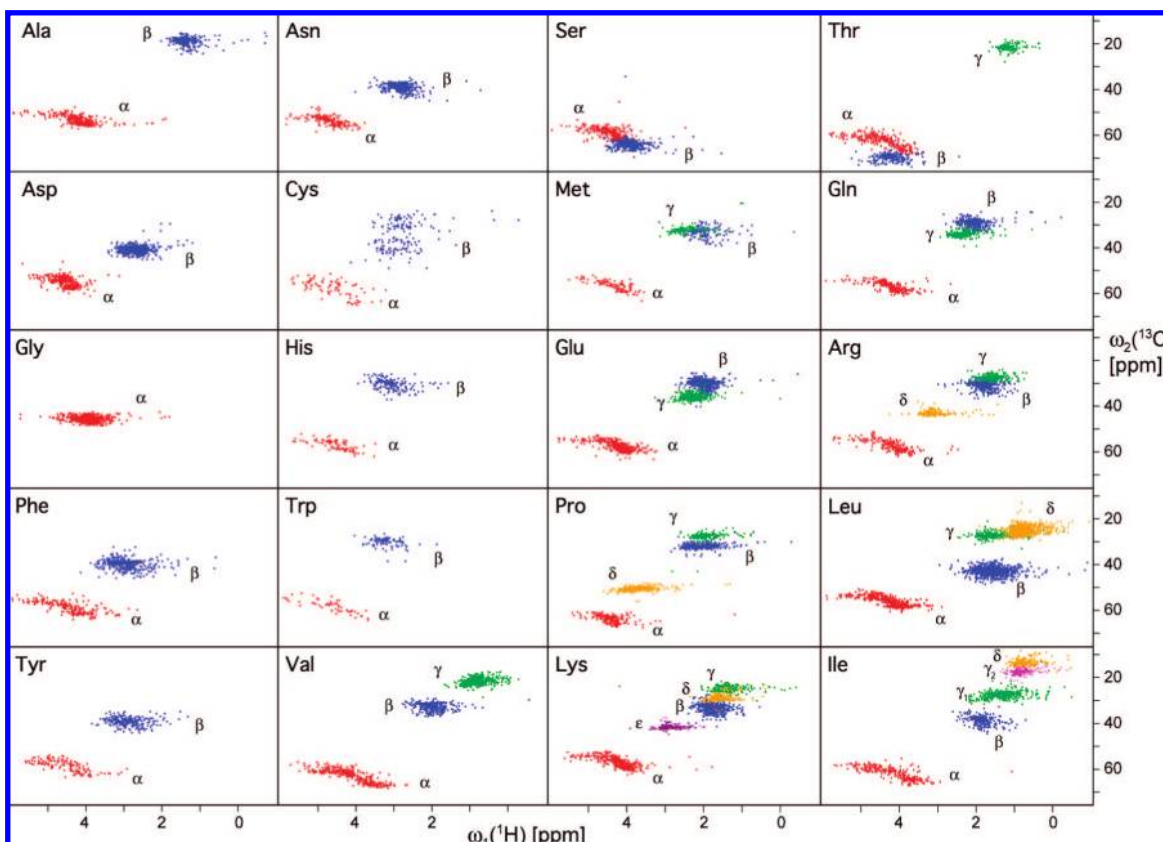 Ala β α
Asn β α
Ser α β
Thr γ α β
20
40
60
Asp β α
Cys β α
Met γ β α
Gln β γ α
20
40
60
Gly α
His β α
Glu β γ α
Arg γ δ β α
ω₂(¹³C)
[ppm]
40
60
Phe β α
Trp β α
Pro γ β δ α
Leu δ γ β α
20
40
60
Tyr β α
Val γ β α
Lys γ δ β ε α
Ile δ γ₂ γ₁ β α
20
40
60
4 2 0 4 2 4 2 0 4 2 0
ω₁(¹H) [ppm]